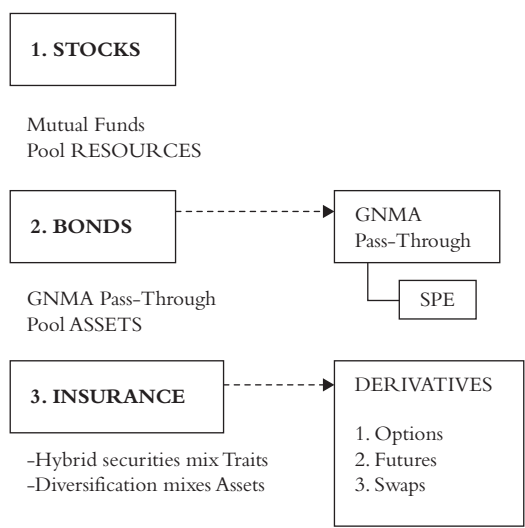 1. STOCKS
Mutual Funds
Pool RESOURCES
2. BONDS
GNMA
Pass-Through
SPE
GNMA Pass-Through
Pool ASSETS
3. INSURANCE
-Hybrid securities mix Traits
-Diversification mixes Assets
DERIVATIVES
1. Options
2. Futures
3. Swaps